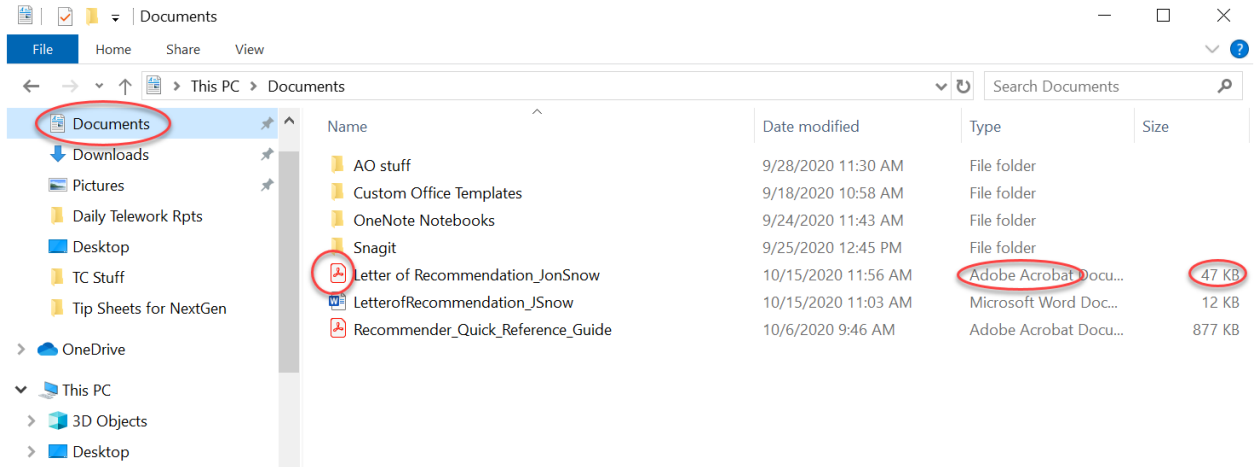 Documents
File Home Share View
This PC > Documents
Search Documents
Documents
Downloads
Pictures
Daily Telework Rpts
Desktop
TC Stuff
Tip Sheets for NextGen
OneDrive
This PC
3D Objects
Desktop
Name Date modified Type Size
AO stuff 9/28/2020 11:30 AM File folder
Custom Office Templates 9/18/2020 10:58 AM File folder
OneNote Notebooks 9/24/2020 11:43 AM File folder
Snagit 9/25/2020 12:45 PM File folder
Letter of Recommendation_JonSnow 10/15/2020 11:56 AM Adobe Acrobat Docu... 47 KB
LetterofRecommendation_JSnow 10/15/2020 11:03 AM Microsoft Word Doc... 12 KB
Recommender_Quick_Reference_Guide 10/6/2020 9:46 AM Adobe Acrobat Docu... 877 KB